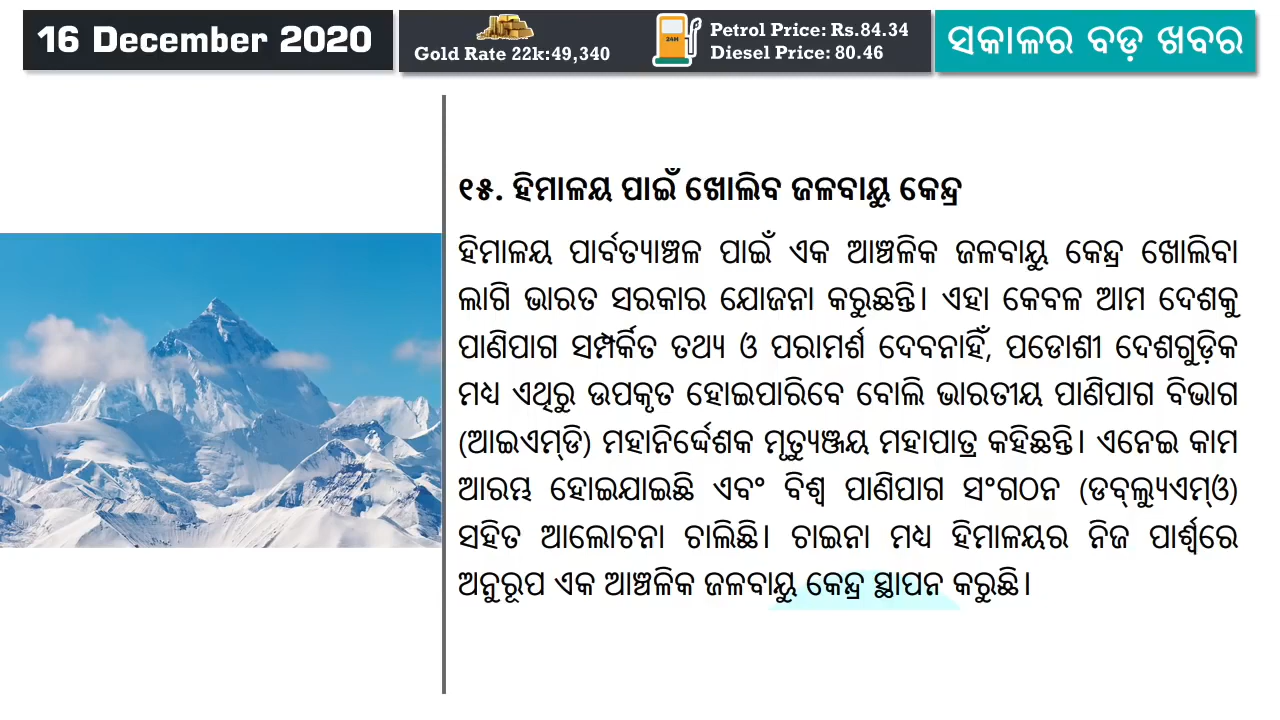 16 December 2020
Gold Rate 22k:49,340
24H
Petrol Price: Rs.84.34
Diesel Price: 80.46
ସକାଳର ବଡ଼ ଖବର
୧୫. ହିମାଳୟ ପାଇଁ ଖୋଲିବ ଜଳବାୟୁ କେନ୍ଦ୍ର
ହିମାଳୟ ପାର୍ବତ୍ୟାଞ୍ଚଳ ପାଇଁ ଏକ ଆଞ୍ଚଳିକ ଜଳବାୟୁ କେନ୍ଦ୍ର ଖୋଲିବା
ଲାଗି ଭାରତ ସରକାର ଯୋଜନା କରୁଛନ୍ତି। ଏହା କେବଳ ଆମ ଦେଶକୁ
ପାଣିପାଗ ସମ୍ପର୍କିତ ତଥ୍ୟ ଓ ପରାମର୍ଶ ଦେବନାହିଁ, ପଡୋଶୀ ଦେଶଗୁଡ଼ିକ
ମଧ୍ୟ ଏଥିରୁ ଉପକୃତ ହୋଇପାରିବେ ବୋଲି ଭାରତୀୟ ପାଣିପାଗ ବିଭାଗ
(ଆଇଏମ୍‌ଡି) ମହାନିର୍ଦ୍ଦେଶକ ମୃତ୍ୟୁଞ୍ଜୟ ମହାପାତ୍ର କହିଛନ୍ତି। ଏନେଇ କାମ
ଆରମ୍ଭ ହୋଇଯାଇଛି ଏବଂ ବିଶ୍ୱ ପାଣିପାଗ ସଂଗଠନ (ଡବ୍‌ଲ୍ୟୁଏମ୍‌ଓ)
ସହିତ ଆଲୋଚନା ଚାଲିଛି। ଚାଇନା ମଧ୍ୟ ହିମାଳୟର ନିଜ ପାର୍ଶ୍ୱରେ
ଅନୁରୂପ ଏକ ଆଞ୍ଚଳିକ ଜଳବାୟୁ କେନ୍ଦ୍ର ସ୍ଥାପନ କରୁଛି।